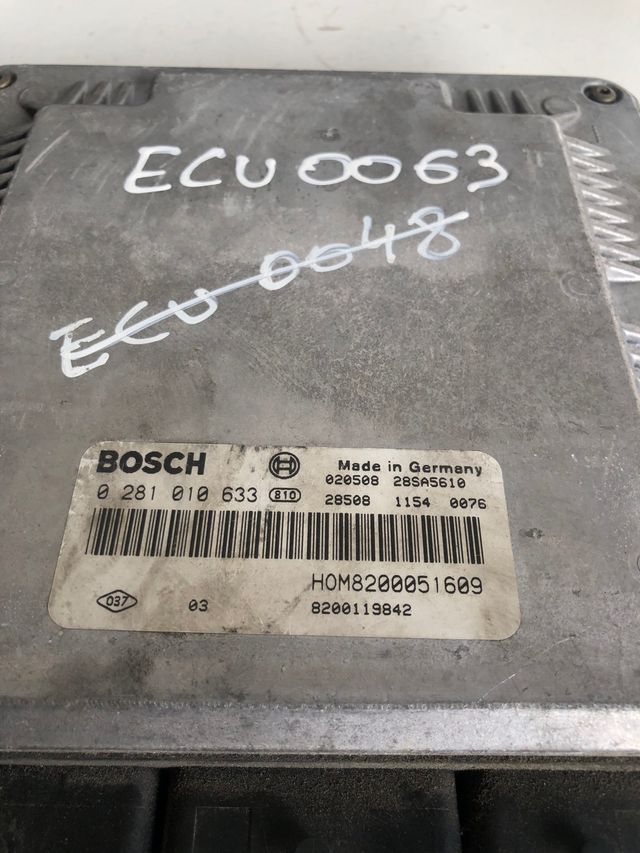 ECU 0063
ECU 0048
BOSCH
Made in Germany
020508 28SA5610
0 281 010 633 810
28508 1154 0076
HOM8200051609
037 03 8200119842